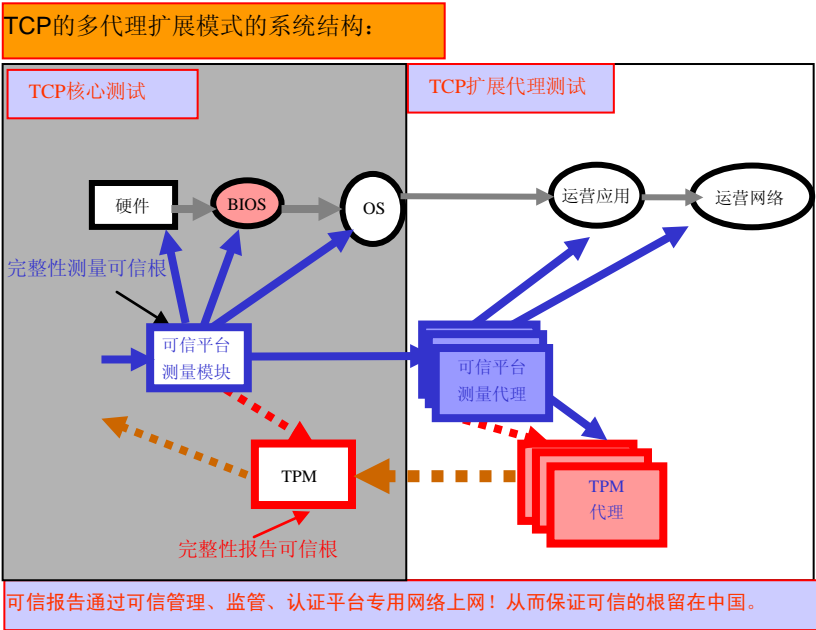 TCP的多代理扩展模式的系统结构：
TCP核心测试
TCP扩展代理测试
硬件
BIOS
OS
运营应用
运营网络
完整性测量可信根
可信平台
测量模块
可信平台
测量代理
TPM
TPM
代理
完整性报告可信根
可信报告通过可信管理、监管、认证平台专用网络上网！从而保证可信的根留在中国。